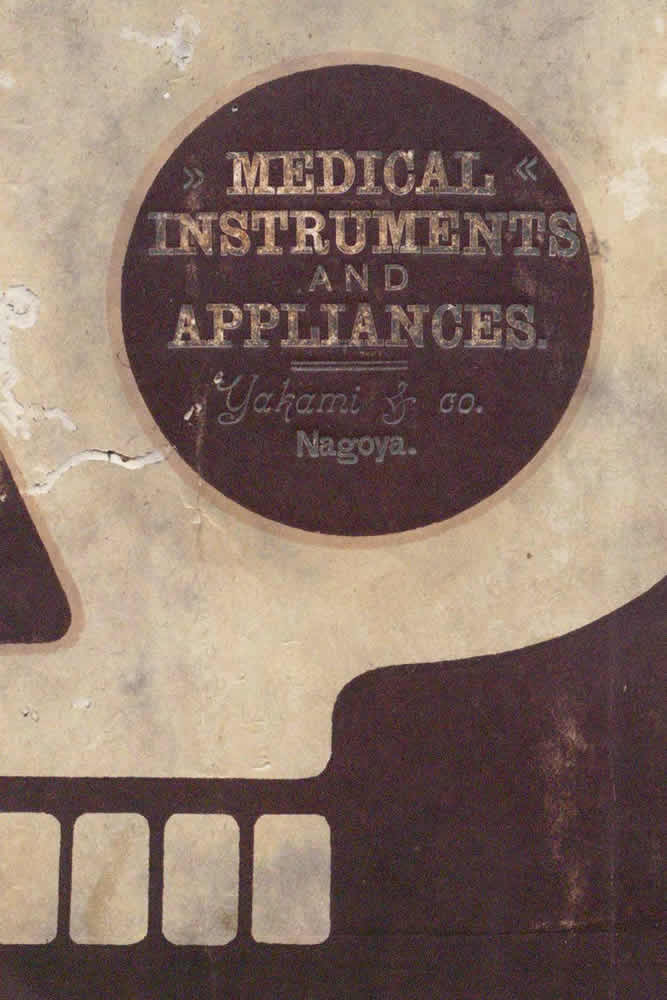 » MEDICAL «
INSTRUMENTS
AND
APPLIANCES.
Yakami & co.
Nagoya.